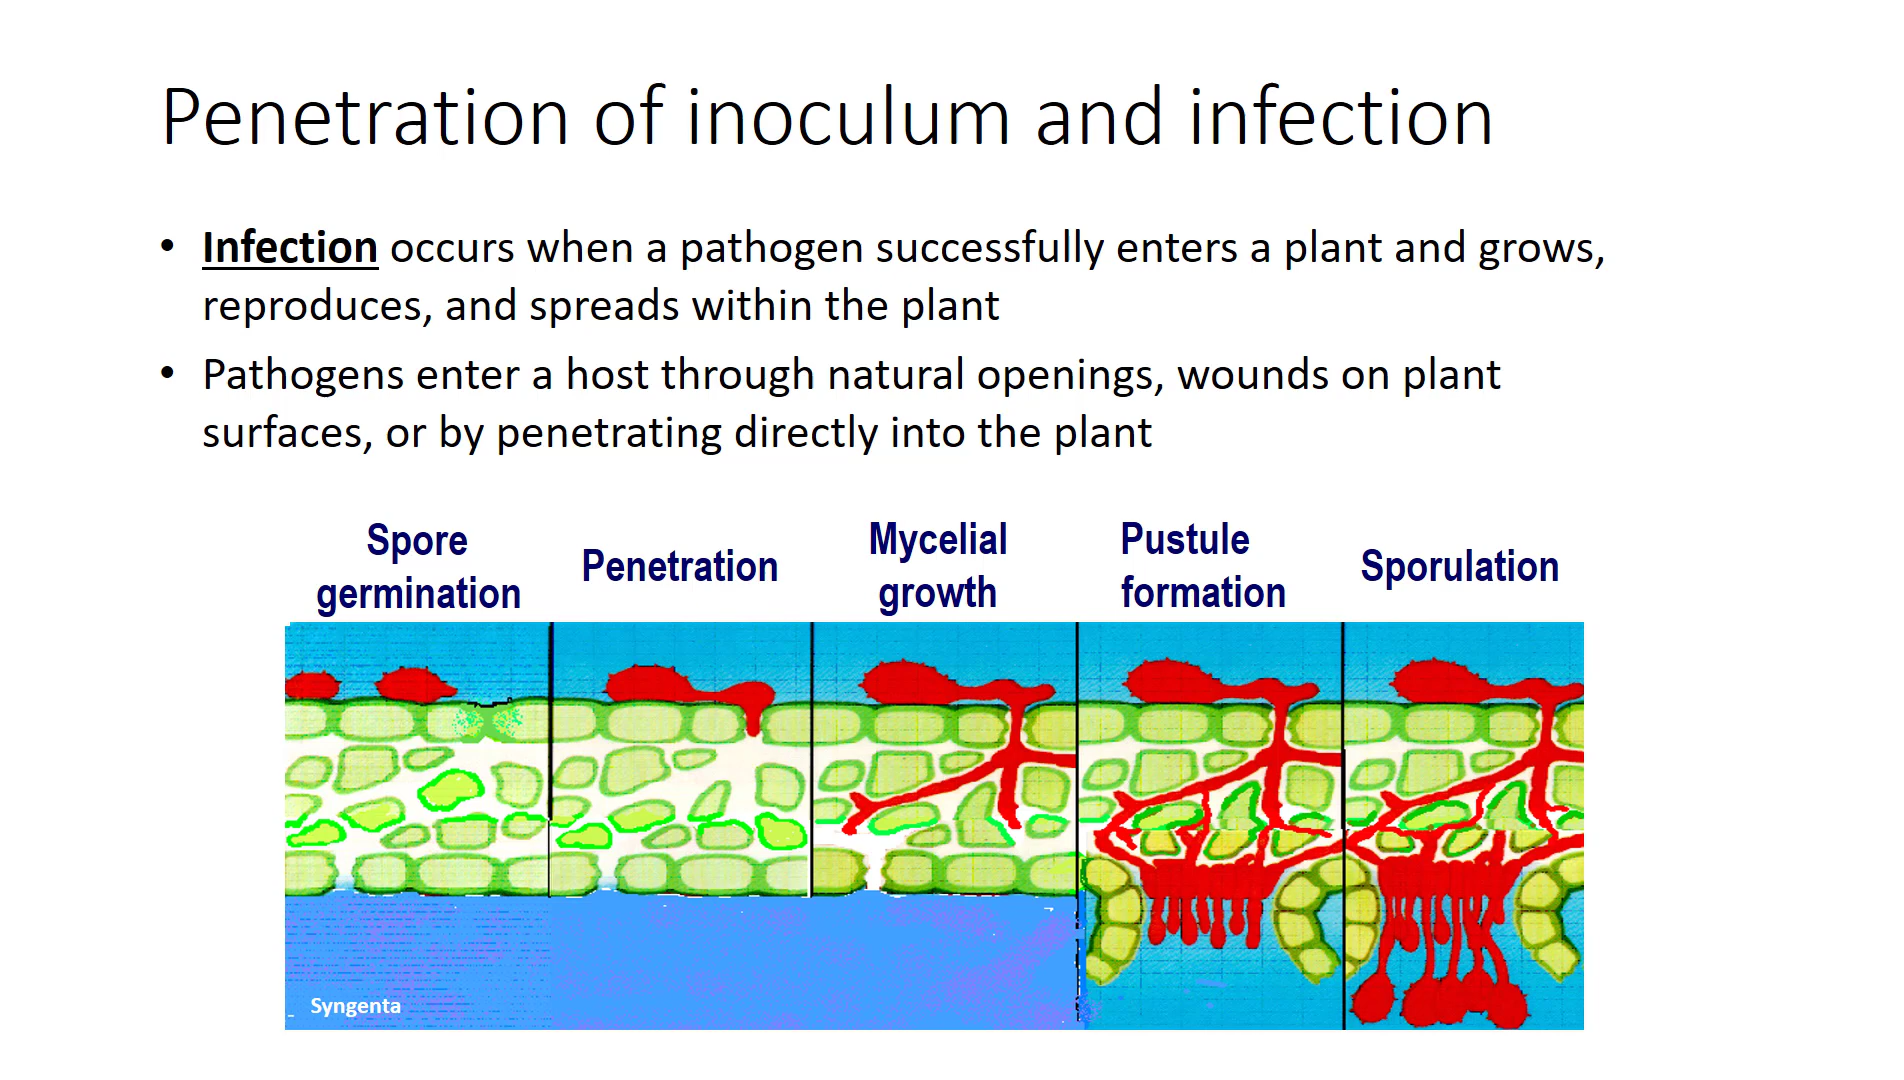 Penetration of inoculum and infection
• Infection occurs when a pathogen successfully enters a plant and grows,
reproduces, and spreads within the plant
• Pathogens enter a host through natural openings, wounds on plant
surfaces, or by penetrating directly into the plant
Spore
germination
Penetration
Mycelial
growth
Pustule
formation
Sporulation
Syngenta